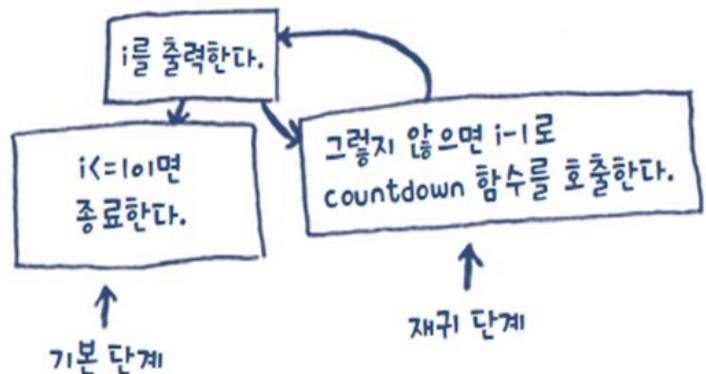 i를 출력한다.
i<=1이면
종료한다.
그렇지 않으면 i-1로
countdown 함수를 호출한다.
기본 단계
재귀 단계